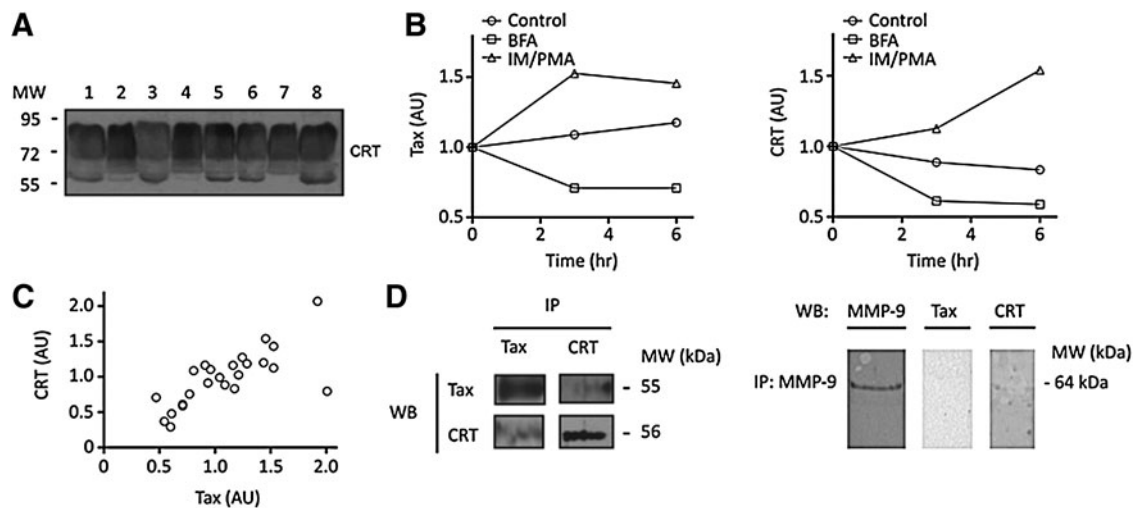 A
MW 1 2 3 4 5 6 7 8
95 -
72 -
55 -
CRT
B
Control
BFA
IM/PMA
Tax (AU)
1.5
1.0
0.5
0 2 4 6
Time (hr)
Control
BFA
IM/PMA
CRT (AU)
1.5
1.0
0.5
0 2 4 6
Time (hr)
C
CRT (AU)
2.0
1.5
1.0
0.5
0
0 0.5 1.0 1.5 2.0
Tax (AU)
D
IP
Tax CRT MW (kDa)
WB
Tax - 55
CRT - 56
WB: MMP-9 Tax CRT
MW (kDa)
IP: MMP-9 - 64 kDa